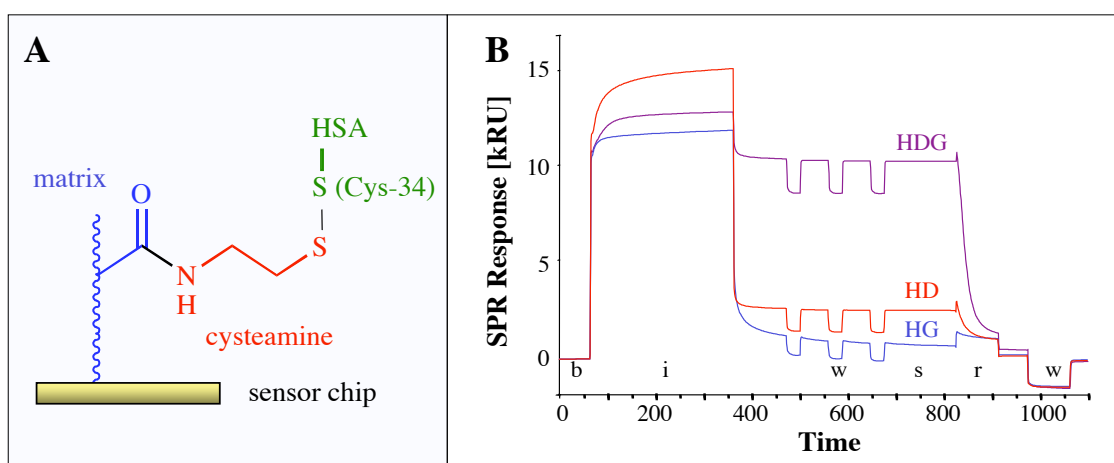 A
HSA
S (Cys-34)
matrix
O
S
N
H
cysteamine
sensor chip
B
SPR Response [kRU]
15
10
5
0
HDG
HD
HG
b i w s r w
0 200 400 600 800 1000
Time